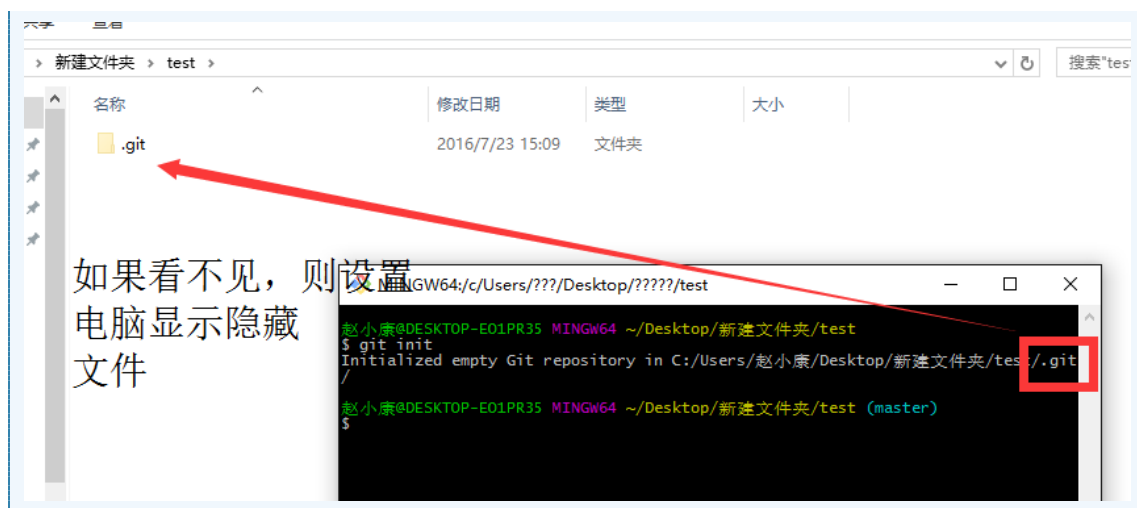 共享 查看
> 新建文件夹 > test >
搜索"tes
名称 修改日期 类型 大小
.git 2016/7/23 15:09 文件夹
如果看不见，则设置
电脑显示隐藏
文件
MINGW64:/c/Users/???/Desktop/?????/test
赵小康@DESKTOP-EO1PR35 MINGW64 ~/Desktop/新建文件夹/test
$ git init
Initialized empty Git repository in C:/Users/赵小康/Desktop/新建文件夹/test/.git
/
赵小康@DESKTOP-EO1PR35 MINGW64 ~/Desktop/新建文件夹/test (master)
$